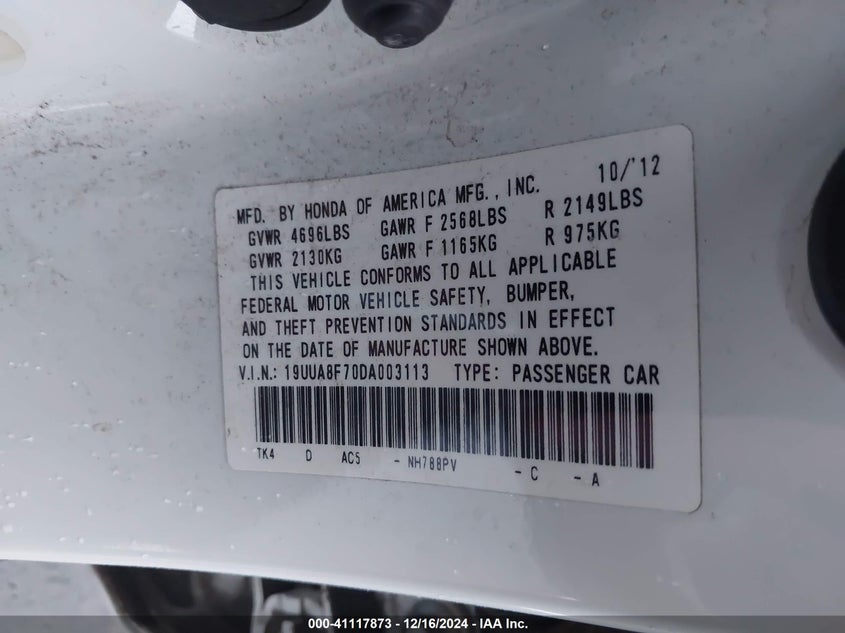 10/'12
MFD. BY HONDA OF AMERICA MFG., INC.
GVWR 4696LBS GAWR F 2568LBS R 2149LBS
GVWR 2130KG GAWR F 1165KG R 975KG
THIS VEHICLE CONFORMS TO ALL APPLICABLE
FEDERAL MOTOR VEHICLE SAFETY, BUMPER,
AND THEFT PREVENTION STANDARDS IN EFFECT
ON THE DATE OF MANUFACTURE SHOWN ABOVE.
V.I.N.: 19UUA8F70DA003113 TYPE: PASSENGER CAR
TK4 D AC5 - NH788PV - C - A
000-41117873 - 12/16/2024 - IAA Inc.